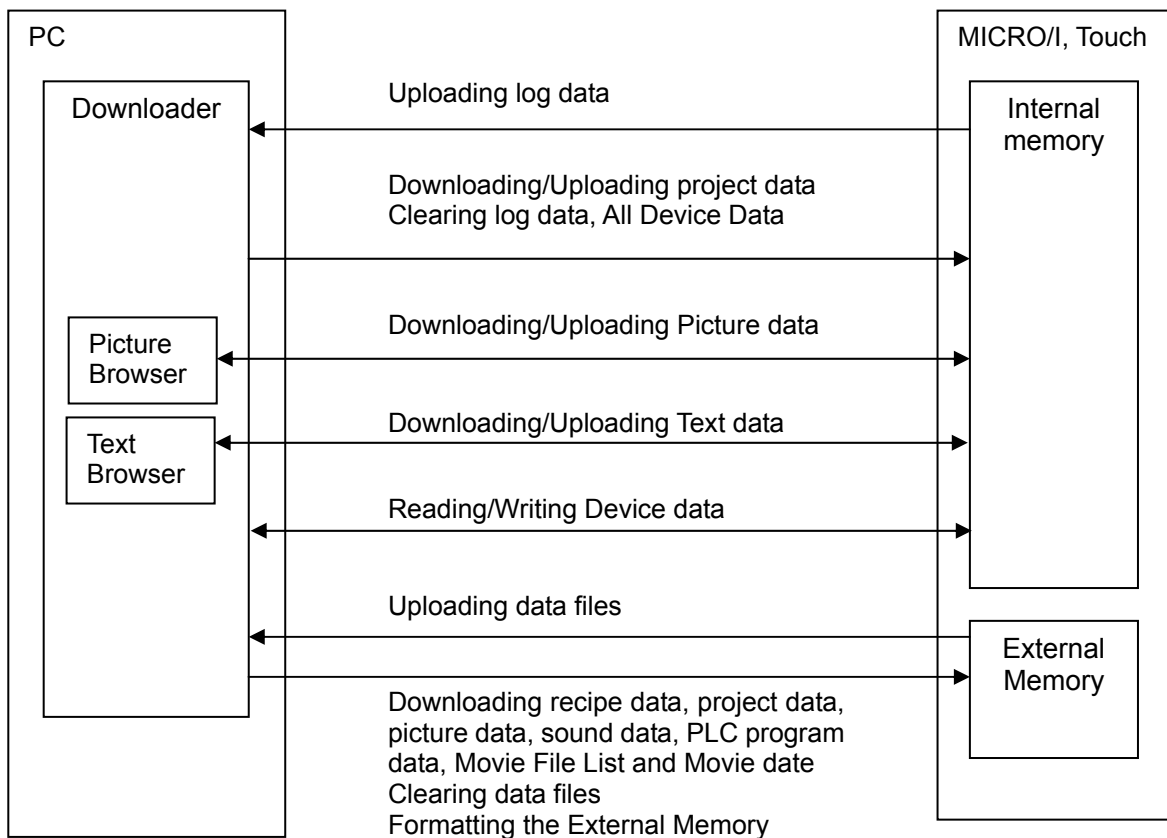 PC
MICRO/I, Touch
Downloader
Uploading log data
Internal
memory
Downloading/Uploading project data
Clearing log data, All Device Data
Picture
Browser
Downloading/Uploading Picture data
Text
Browser
Downloading/Uploading Text data
Reading/Writing Device data
Uploading data files
External
Memory
Downloading recipe data, project data,
picture data, sound data, PLC program
data, Movie File List and Movie date
Clearing data files
Formatting the External Memory